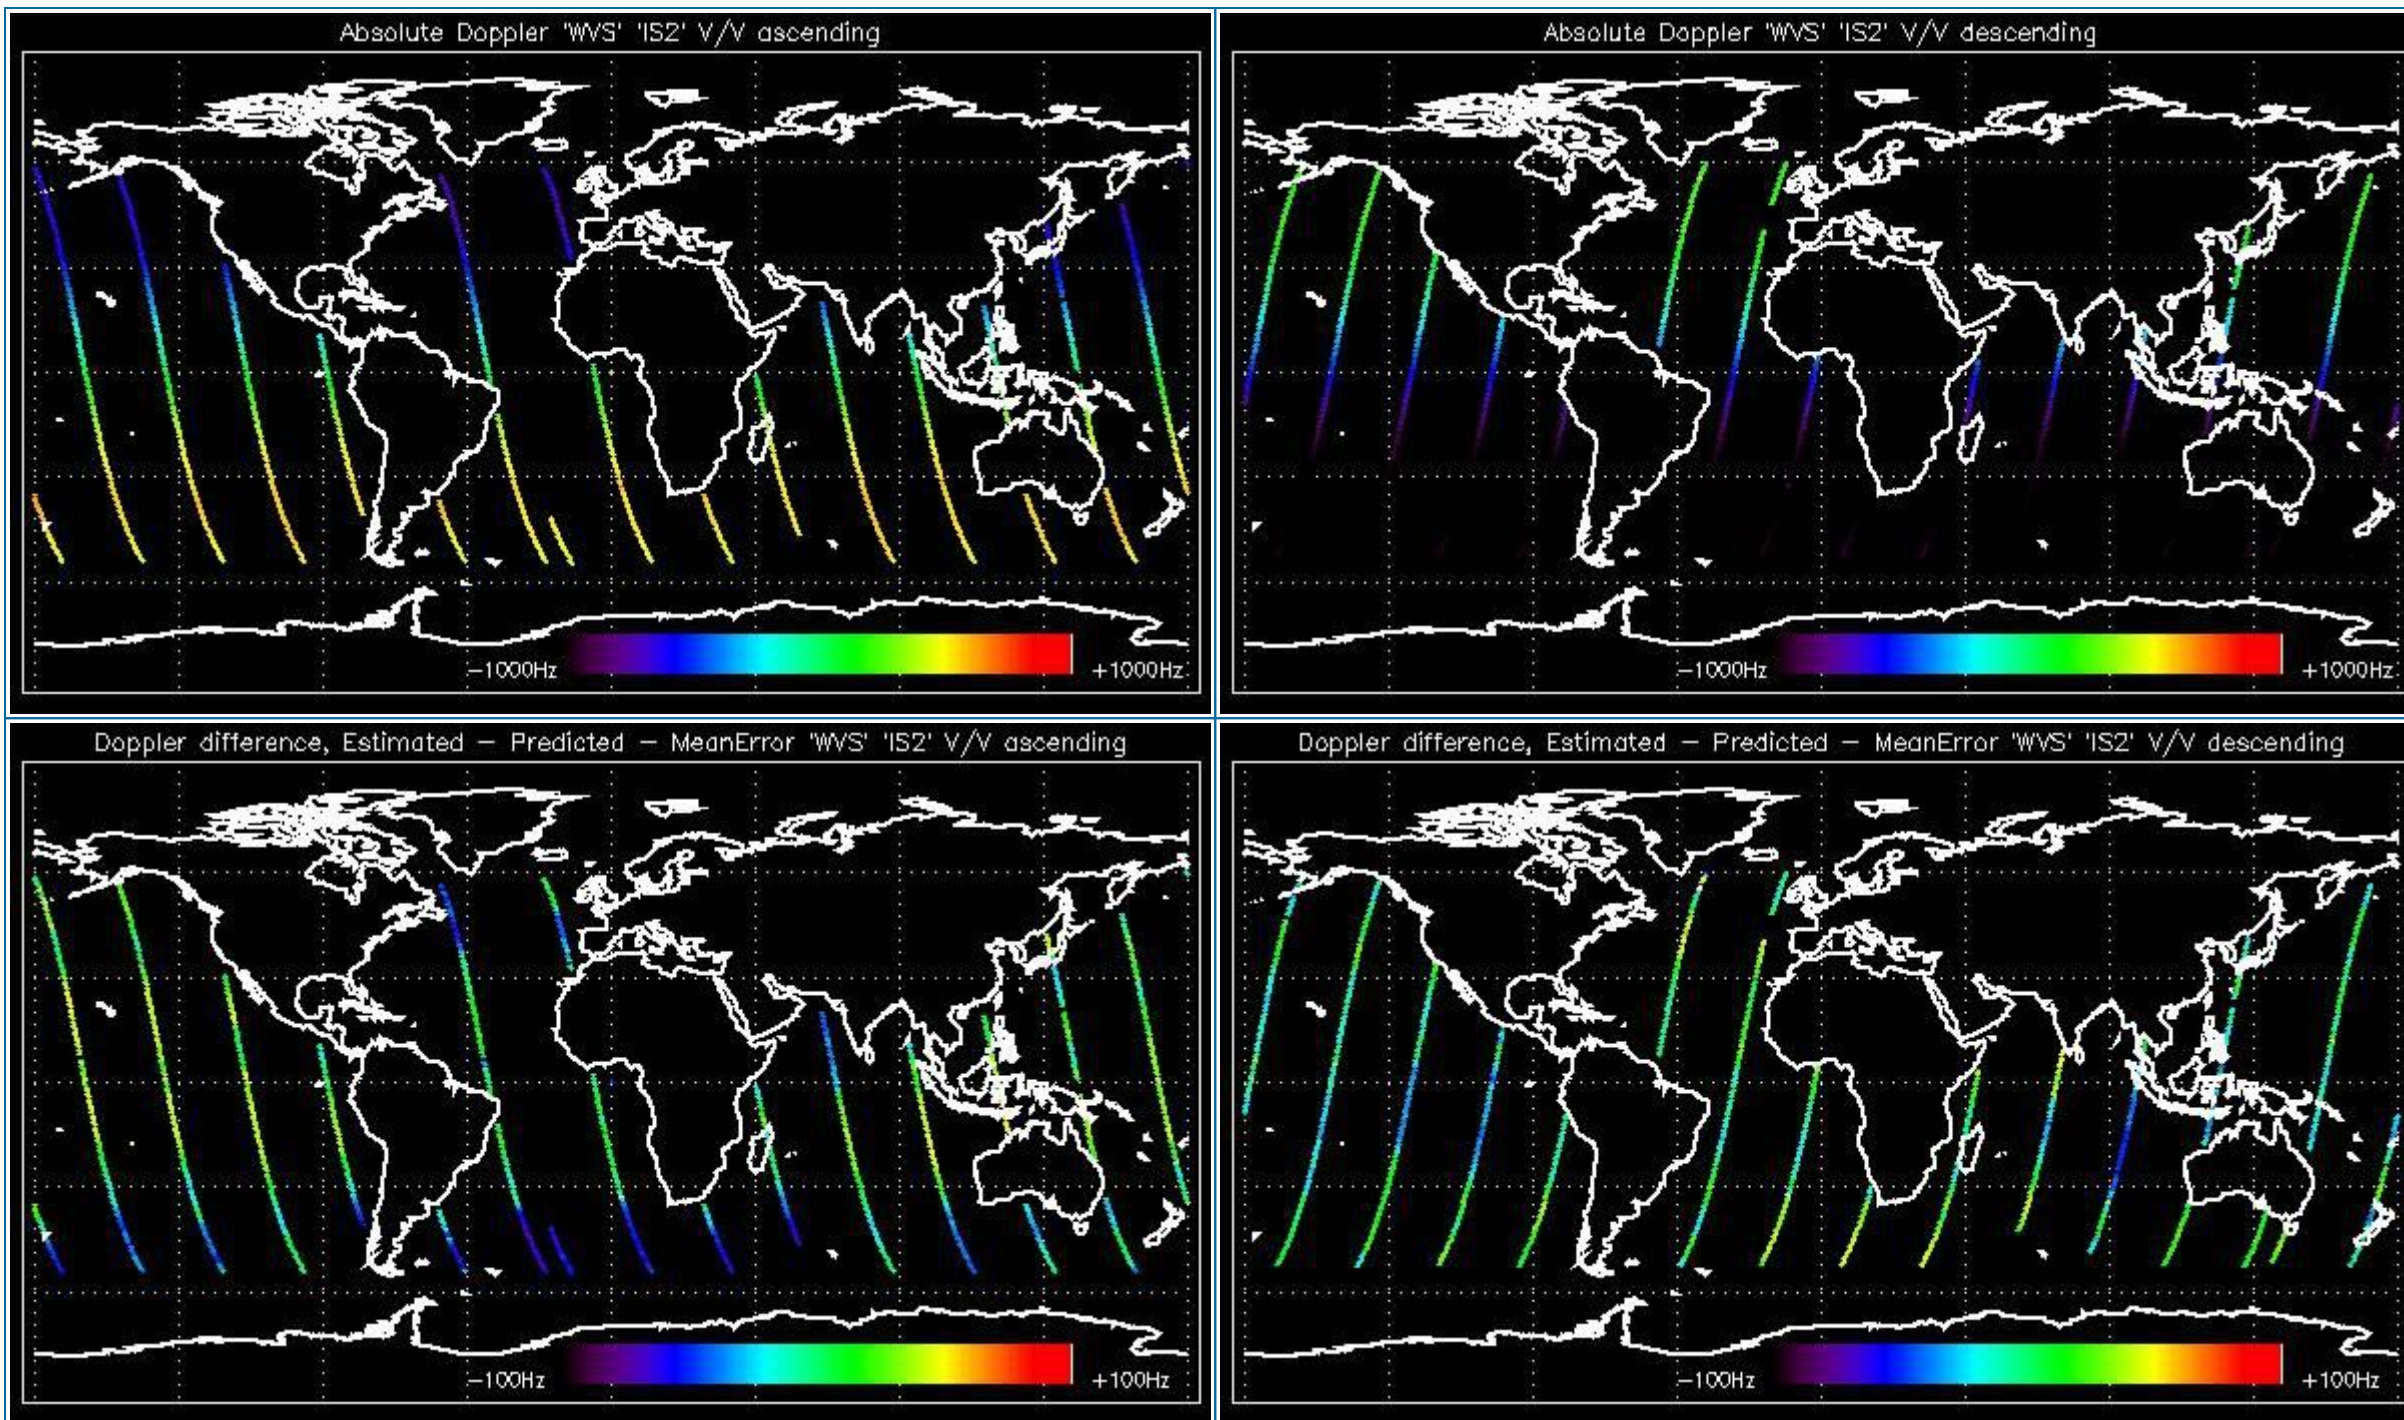 Absolute Doppler 'WVS' 'IS2' V/V ascending
-1000Hz
+1000Hz
Absolute Doppler 'WVS' 'IS2' V/V descending
-1000Hz
+1000Hz
Doppler difference, Estimated - Predicted - MeanError 'WVS' 'IS2' V/V ascending
-100Hz
+100Hz
Doppler difference, Estimated - Predicted - MeanError 'WVS' 'IS2' V/V descending
-100Hz
+100Hz